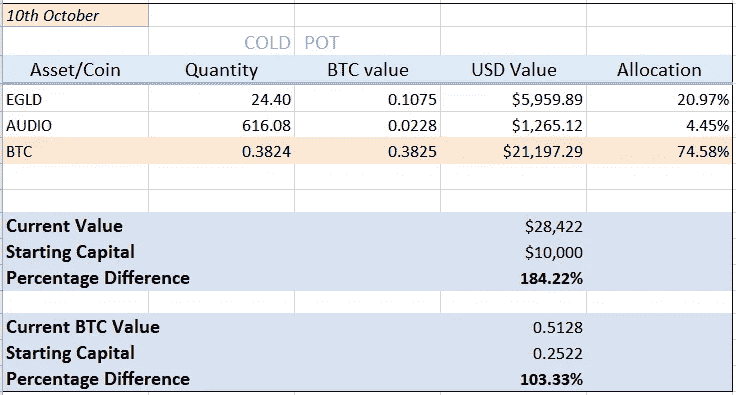 10th October
COLD POT
Asset/Coin Quantity BTC value USD Value Allocation
EGLD 24.40 0.1075 $5,959.89 20.97%
AUDIO 616.08 0.0228 $1,265.12 4.45%
BTC 0.3824 0.3825 $21,197.29 74.58%
Current Value $28,422
Starting Capital $10,000
Percentage Difference 184.22%
Current BTC Value 0.5128
Starting Capital 0.2522
Percentage Difference 103.33%